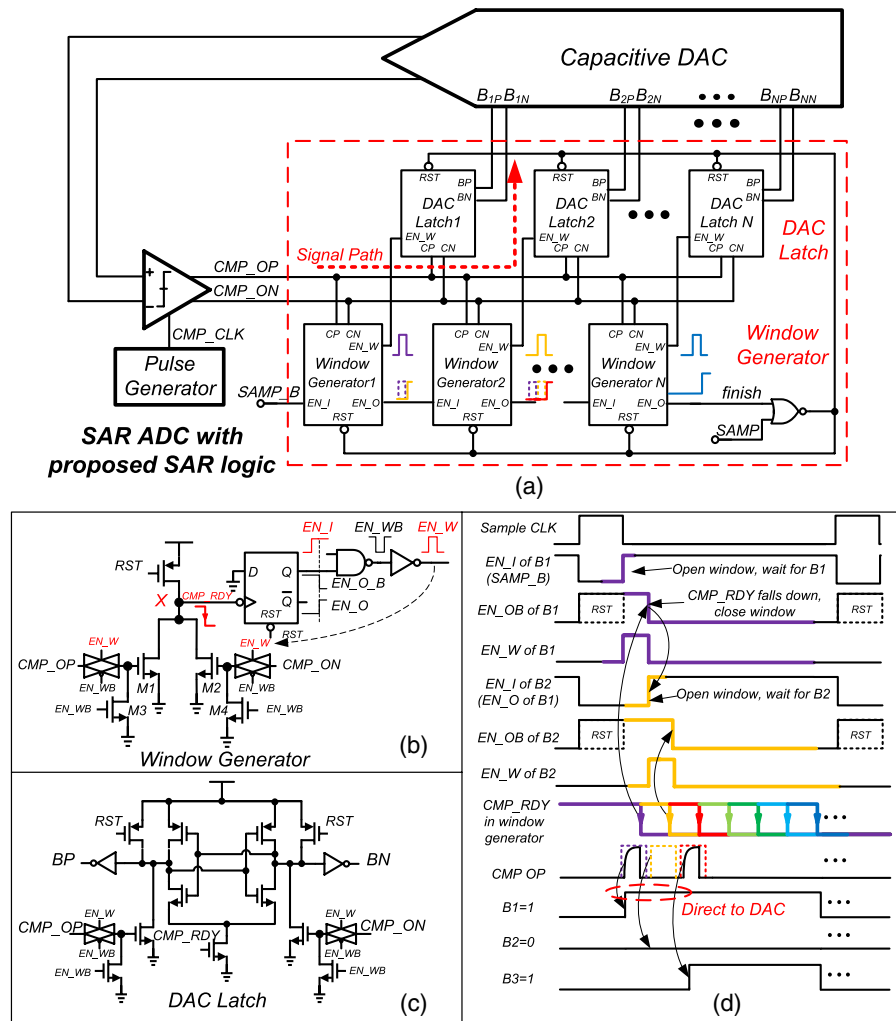 Capacitive DAC
B1P B1N
B2P B2N
BNP BNN
RST
BP
BN
DAC
Latch1
EN_W
CP CN
RST
BP
BN
DAC
Latch2
EN_W
CP CN
RST
BP
BN
DAC
Latch N
EN_W
CP CN
DAC
Latch
Signal Path
CMP_OP
CMP_ON
CMP_CLK
Pulse
Generator
SAMP_B
CP CN
EN_W
Window
Generator1
EN_I
EN_O
RST
CP CN
EN_W
Window
Generator2
EN_I
EN_O
RST
CP CN
EN_W
Window
Generator N
EN_I
EN_O
RST
Window
Generator
finish
SAMP
SAR ADC with
proposed SAR logic
(a)
RST
X
CMP_RDY
D
Q
Q
RST
RST
EN_I
EN_O_B
EN_O
EN_WB
EN_W
CMP_OP
EN_W
EN_WB
EN_WB
M1
M2
M3
M4
EN_W
CMP_ON
EN_WB
EN_WB
Window Generator
(b)
RST
RST
BP
BN
CMP_OP
EN_W
EN_WB
EN_WB
CMP_RDY
EN_W
CMP_ON
EN_WB
EN_WB
DAC Latch
(c)
Sample CLK
EN_I of B1
(SAMP_B)
Open window, wait for B1
EN_OB of B1
RST
CMP_RDY falls down,
close window
RST
EN_W of B1
EN_I of B2
(EN_O of B1)
Open window, wait for B2
EN_OB of B2
RST
RST
EN_W of B2
CMP_RDY
in window
generator
CMP OP
B1=1
Direct to DAC
B2=0
B3=1
(d)